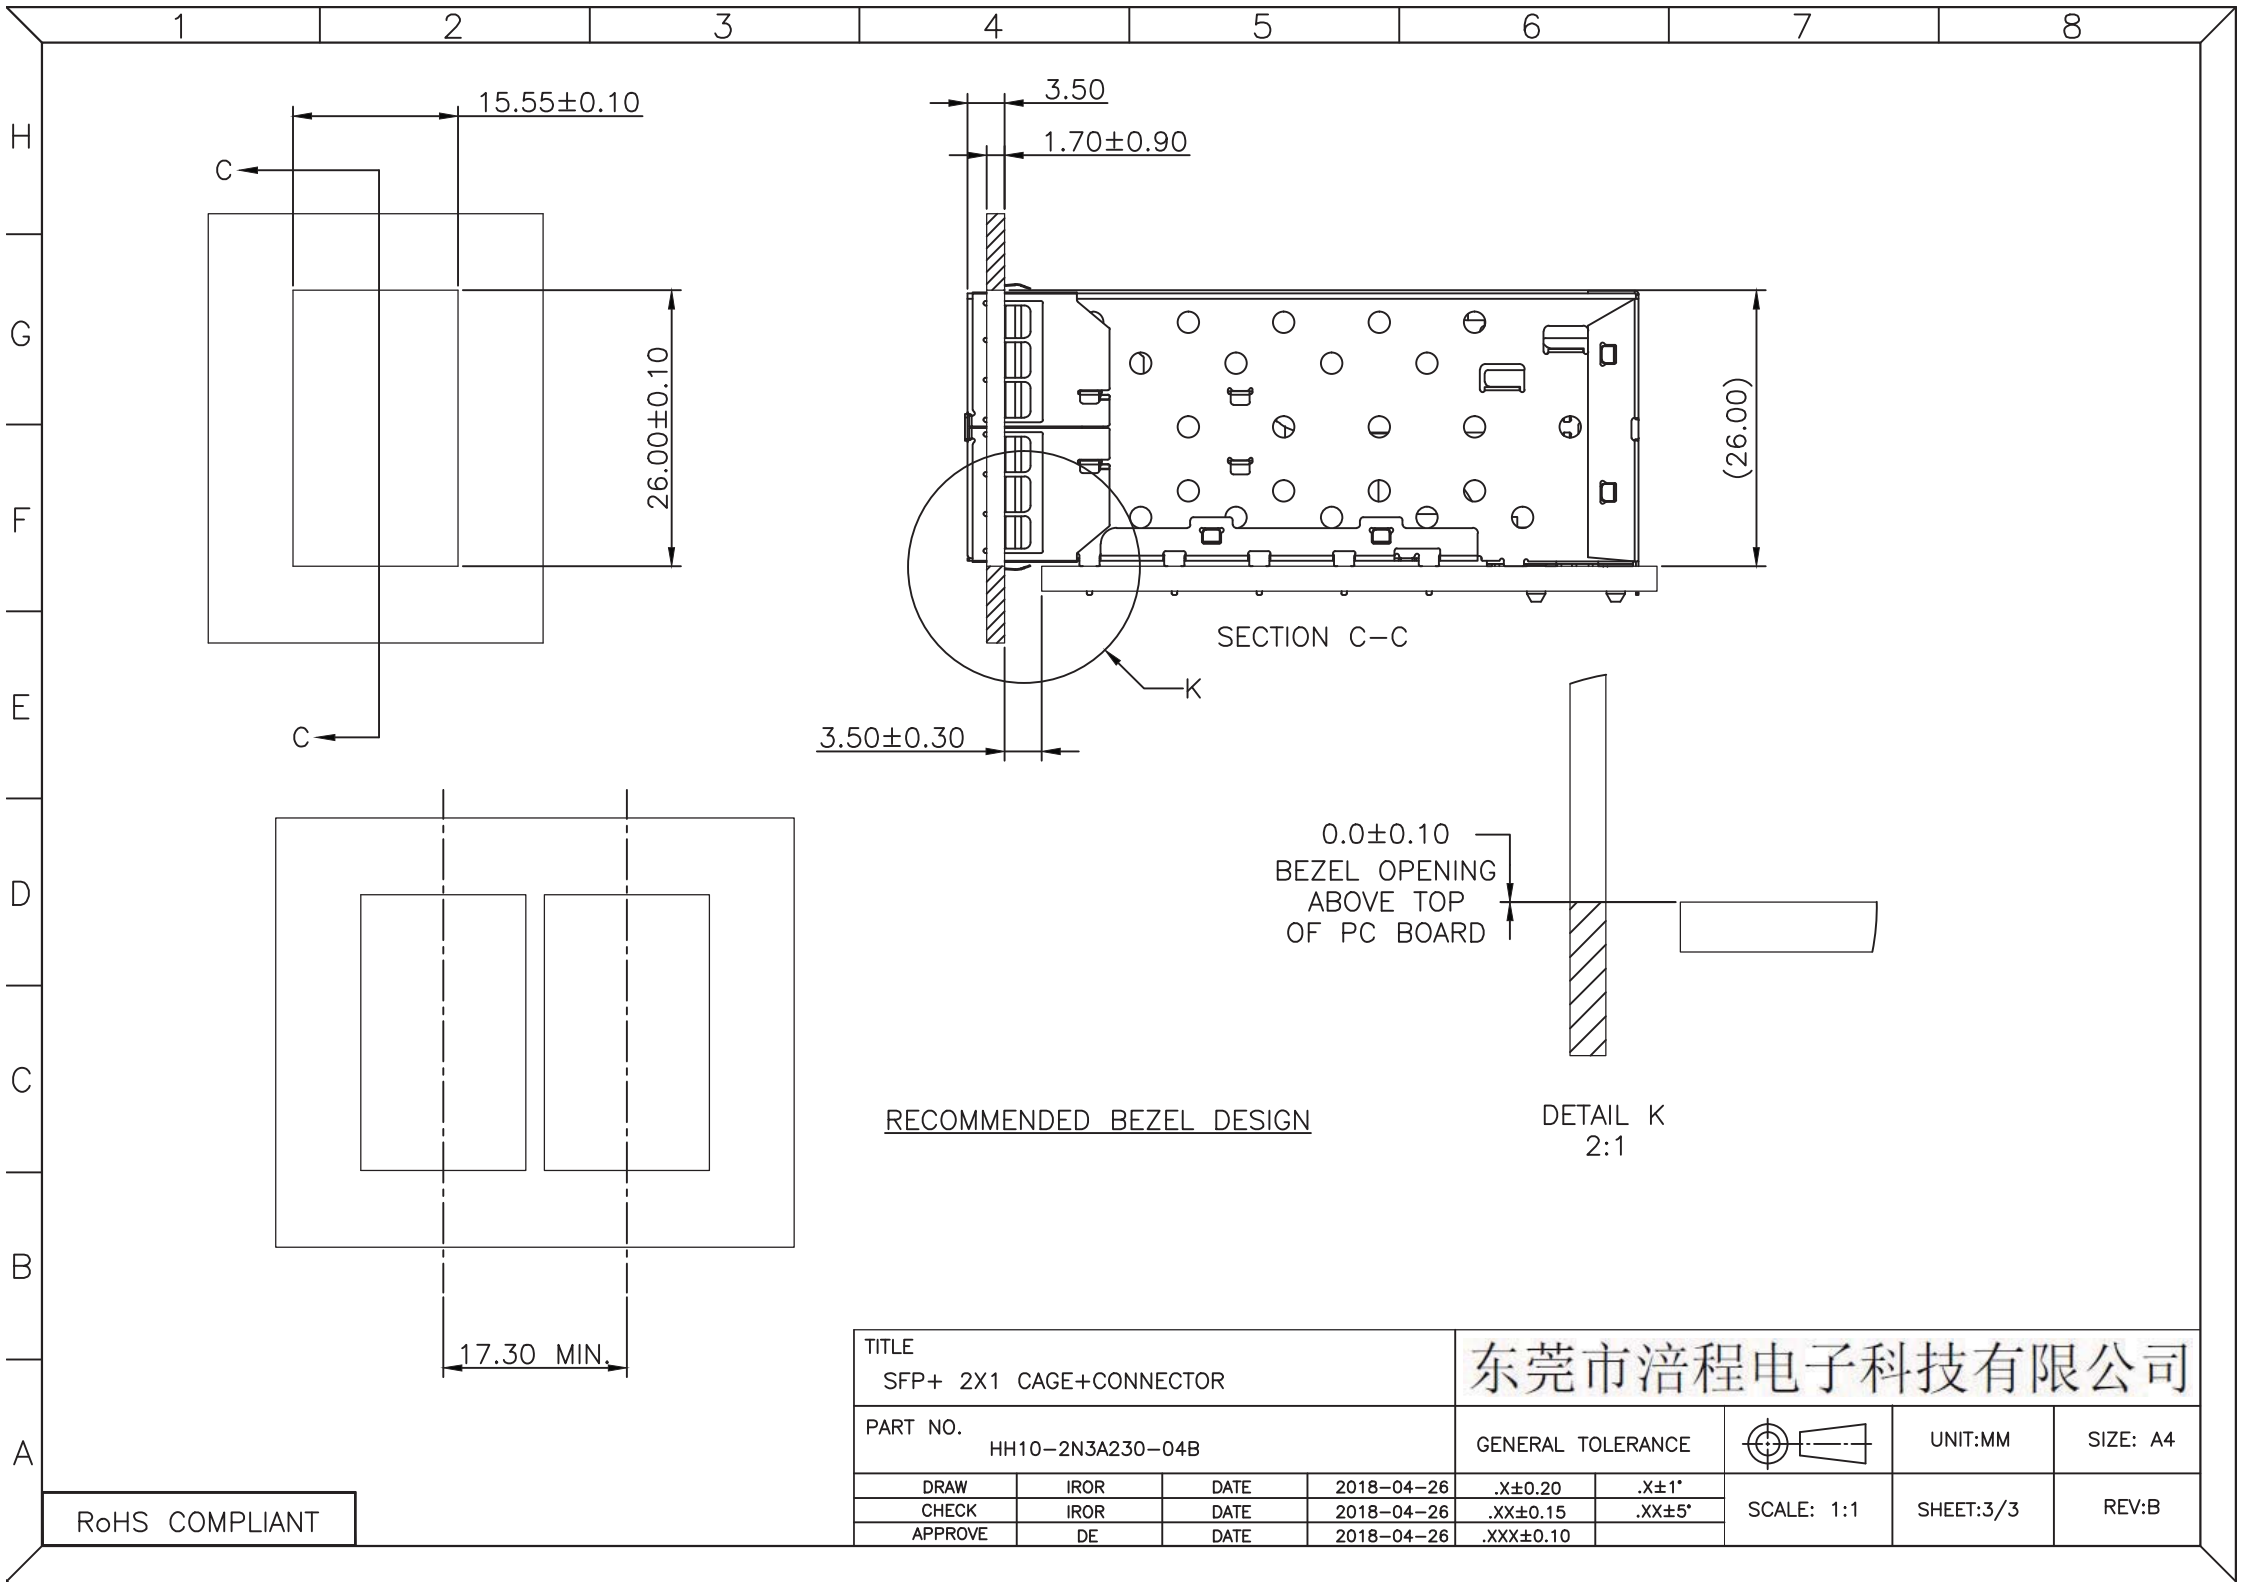 1 2 3 4 5 6 7 8
H
G
F
E
D
C
B
A
15.55±0.10
C
26.00±0.10
C
3.50
1.70±0.90
(26.00)
SECTION C-C
K
3.50±0.30
0.0±0.10
BEZEL OPENING
ABOVE TOP
OF PC BOARD
DETAIL K
2:1
RECOMMENDED BEZEL DESIGN
17.30 MIN.
RoHS COMPLIANT
TITLE
SFP+ 2X1 CAGE+CONNECTOR
东莞市涪程电子科技有限公司
PART NO.
HH10-2N3A230-04B
GENERAL TOLERANCE
UNIT:MM
SIZE: A4
DRAW IROR DATE 2018-04-26 .X±0.20 .X±1°
CHECK IROR DATE 2018-04-26 .XX±0.15 .XX±5°
APPROVE DE DATE 2018-04-26 .XXX±0.10
SCALE: 1:1
SHEET:3/3
REV:B